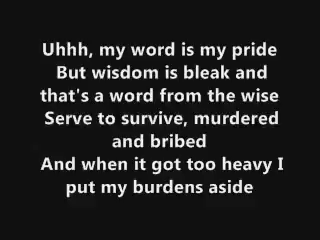 Uhhh, my word is my pride
But wisdom is bleak and
that's a word from the wise
Serve to survive, murdered
and bribed
And when it got too heavy I
put my burdens aside